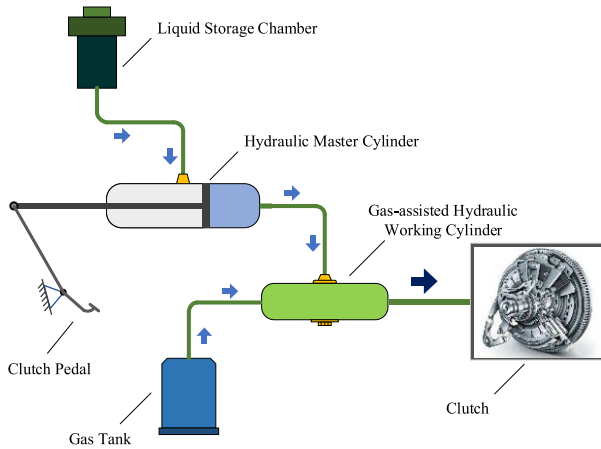 Liquid Storage Chamber
Hydraulic Master Cylinder
Gas-assisted Hydraulic
Working Cylinder
Clutch Pedal
Clutch
Gas Tank